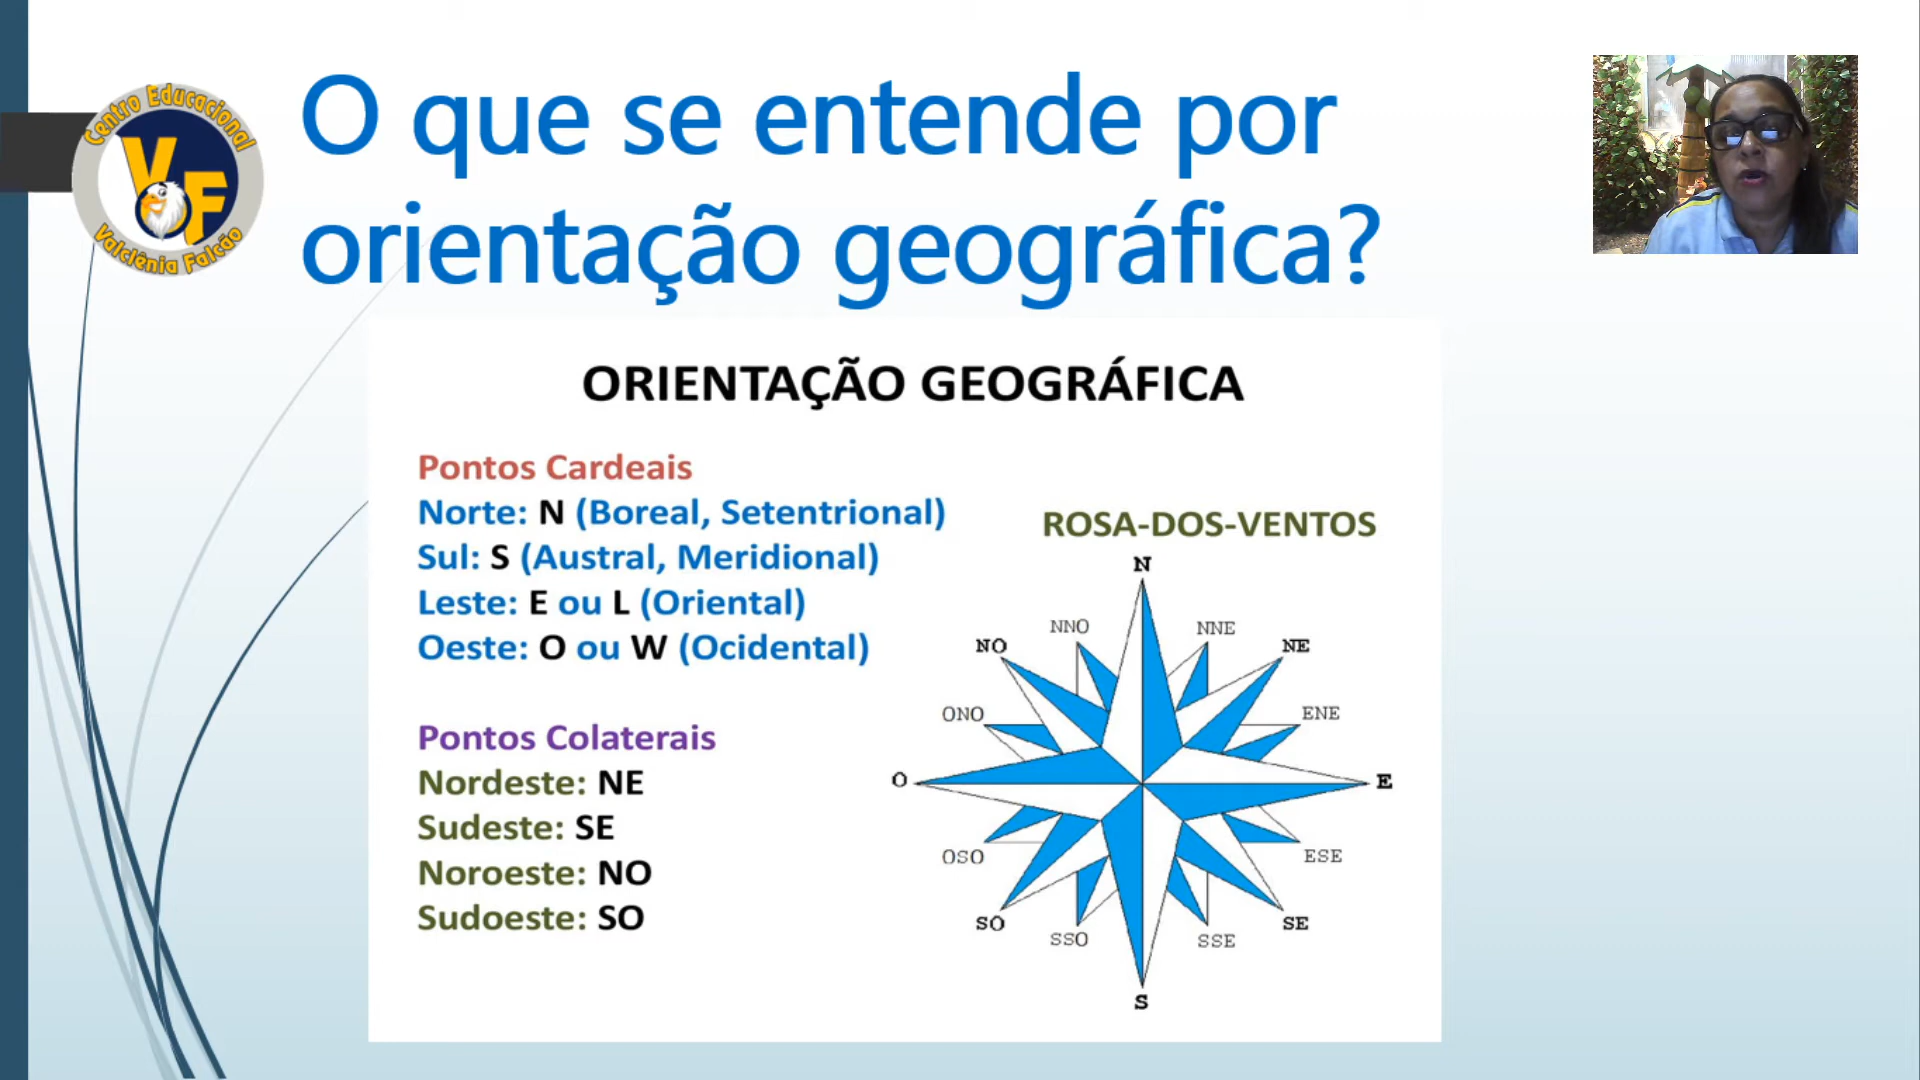 Centro Educacional
VF
Valclênia Falcão
O que se entende por
orientação geográfica?
ORIENTAÇÃO GEOGRÁFICA
Pontos Cardeais
Norte: N (Boreal, Setentrional)
Sul: S (Austral, Meridional)
Leste: E ou L (Oriental)
Oeste: O ou W (Ocidental)
Pontos Colaterais
Nordeste: NE
Sudeste: SE
Noroeste: NO
Sudoeste: SO
ROSA-DOS-VENTOS
N
NNO
NNE
NO
NE
ONO
ENE
O
E
OSO
ESE
SO
SE
SSO
SSE
S